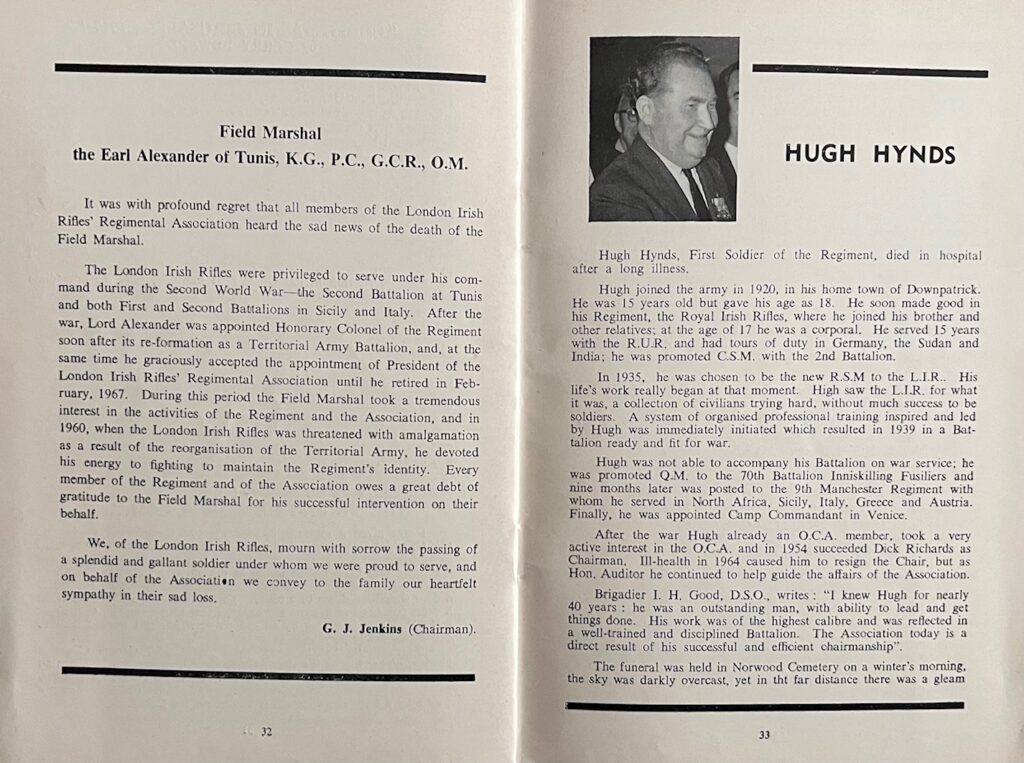 Field Marshal
the Earl Alexander of Tunis, K.G., P.C., G.C.R., O.M.
It was with profound regret that all members of the London Irish
Rifles' Regimental Association heard the sad news of the death of the
Field Marshal.
The London Irish Rifles were privileged to serve under his com-
mand during the Second World War—the Second Battalion at Tunis
and both First and Second Battalions in Sicily and Italy. After the
war, Lord Alexander was appointed Honorary Colonel of the Regiment
soon after its re-formation as a Territorial Army Battalion, and, at the
same time he graciously accepted the appointment of President of the
London Irish Rifles' Regimental Association until he retired in Feb-
ruary, 1967. During this period the Field Marshal took a tremendous
interest in the activities of the Regiment and the Association, and in
1960, when the London Irish Rifles was threatened with amalgamation
as a result of the reorganisation of the Territorial Army, he devoted
his energy to fighting to maintain the Regiment's identity. Every
member of the Regiment and of the Association owes a great debt of
gratitude to the Field Marshal for his successful intervention on their
behalf.
We, of the London Irish Rifles, mourn with sorrow the passing of
a splendid and gallant soldier under whom we were proud to serve, and
on behalf of the Association we convey to the family our heartfelt
sympathy in their sad loss.
G. J. Jenkins (Chairman).
32
HUGH HYNDS
Hugh Hynds, First Soldier of the Regiment, died in hospital
after a long illness.
Hugh joined the army in 1920, in his home town of Downpatrick.
He was 15 years old but gave his age as 18. He soon made good in
his Regiment, the Royal Irish Rifles, where he joined his brother and
other relatives; at the age of 17 he was a corporal. He served 15 years
with the R.U.R. and had tours of duty in Germany, the Sudan and
India; he was promoted C.S.M. with the 2nd Battalion.
In 1935, he was chosen to be the new R.S.M to the L.I.R.. His
life's work really began at that moment. High saw the L.I.R. for what
it was, a collection of civilians trying hard, without much success to be
soldiers. A system of organised professional training inspired and led
by Hugh was immediately initiated which resulted in 1939 in a Bat-
talion ready and fit for war.
Hugh was not able to accompany his Battalion on war service; he
was promoted Q.M. to the 70th Battalion Inniskilling Fusiliers and
nine months later was posted to the 9th Manchester Regiment with
whom he served in North Africa, Sicily, Italy, Greece and Austria.
Finally, he was appointed Camp Commandant in Venice.
After the war Hugh already an O.C.A. member, took a very
active interest in the O.C.A. and in 1954 succeeded Dick Richards as
Chairman. Ill-health in 1964 caused him to resign the Chair, but as
Hon. Auditor he continued to help guide the affairs of the Association.
Brigadier I. H. Good, D.S.O., writes : "I knew Hugh for nearly
40 years : he was an outstanding man, with ability to lead and get
things done. His work was of the highest calibre and was reflected in
a well-trained and disciplined Battalion. The Association today is a
direct result of his successful and efficient chairmanship".
The funeral was held in Norwood Cemetery on a winter's morning,
the sky was darkly overcast, yet in tht far distance there was a gleam
33